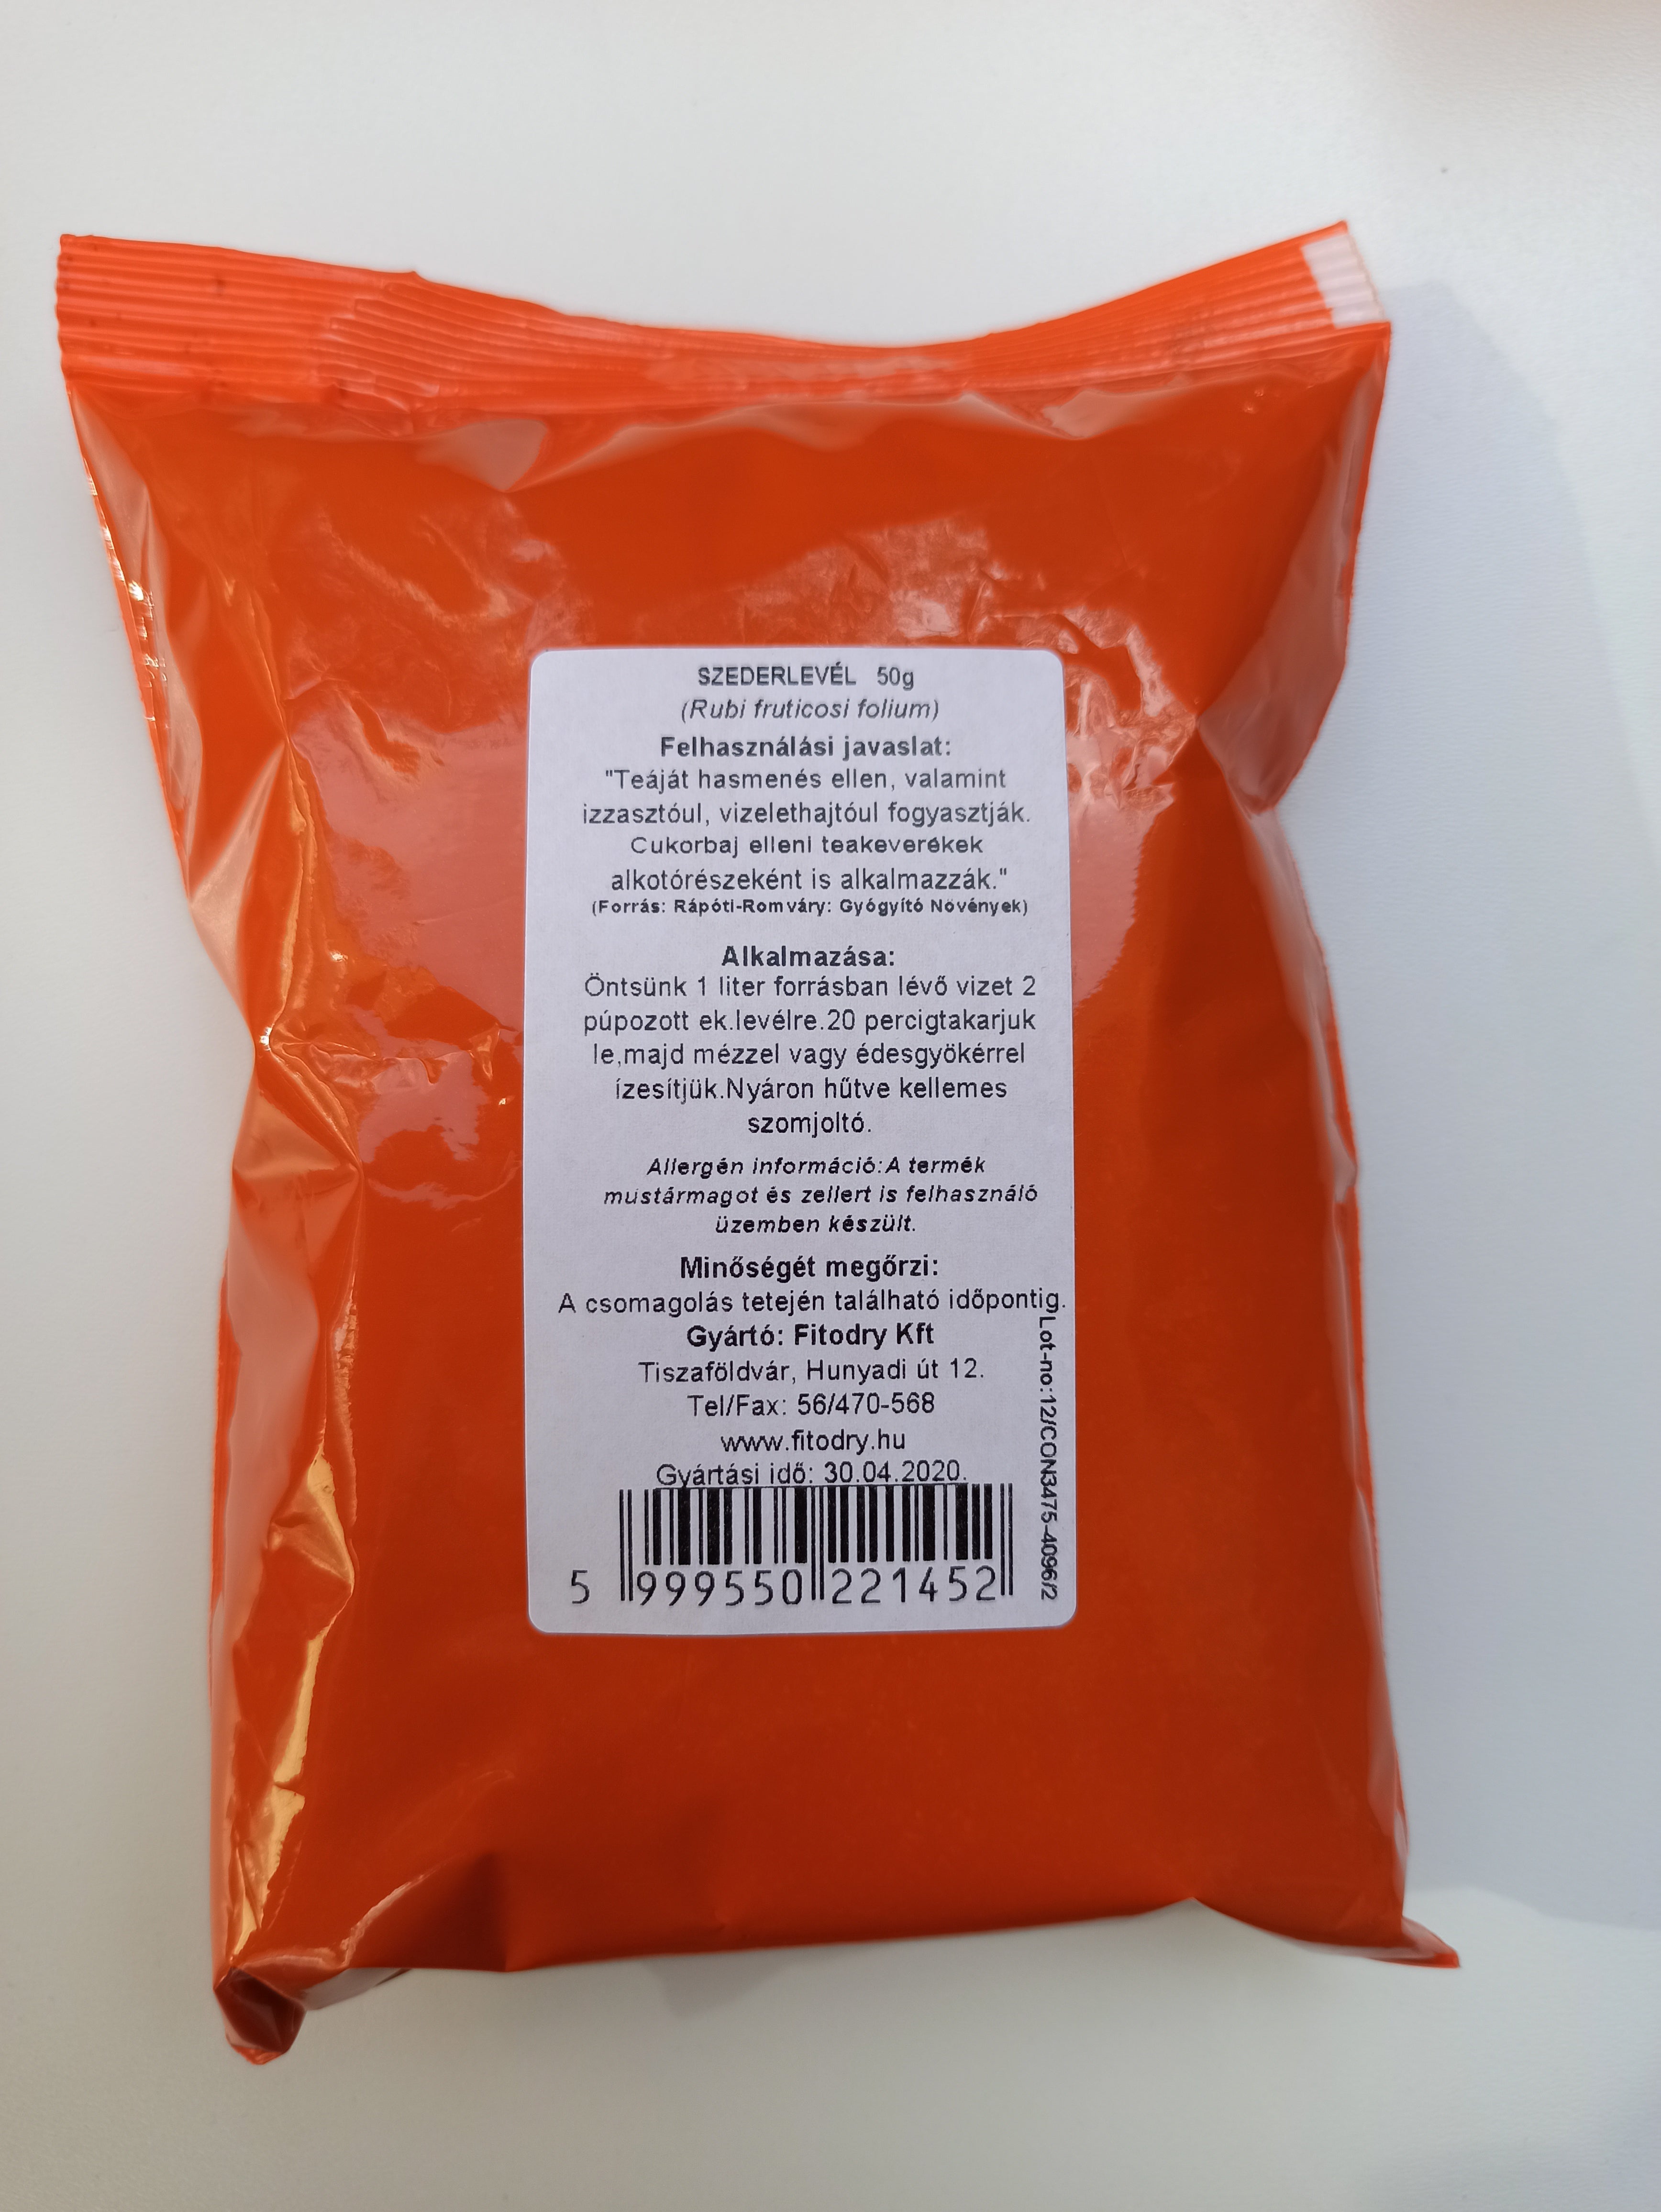 SZEDERLEVÉL 50g
(Rubi fruticosi folium)
Felhasználási javaslat:
"Teáját hasmenés ellen, valamint
izzasztóul, vizelethajtóul fogyasztják.
Cukorbaj elleni teakeverékek
alkotórészeként is alkalmazzák."
(Forrás: Rápóti-Romváry: Gyógyító Növények)
Alkalmazása:
Öntsünk 1 liter forrásban lévő vizet 2
púpozott ek.levélre.20 percigtakarjuk
le,majd mézzel vagy édesgyökérrel
ízesítjük.Nyáron hűtve kellemes
szomjoltó.
Allergén információ:A termék
mustármagot és zellert is felhasználó
üzemben készült.
Minőségét megőrzi:
A csomagolás tetején található időpontig.
Gyártó: Fitodry Kft
Tiszaföldvár, Hunyadi út 12.
Tel/Fax: 56/470-568
www.fitodry.hu
Gyártási idő: 30.04.2020.
5 999550 221452
Lot-no:12/CON3475-4096/2